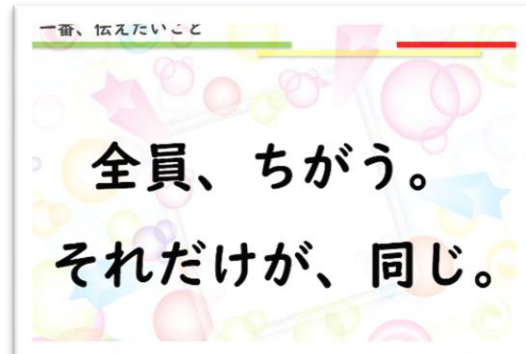 一番、伝えたいこと
全員、ちがう。
それだけが、同じ。